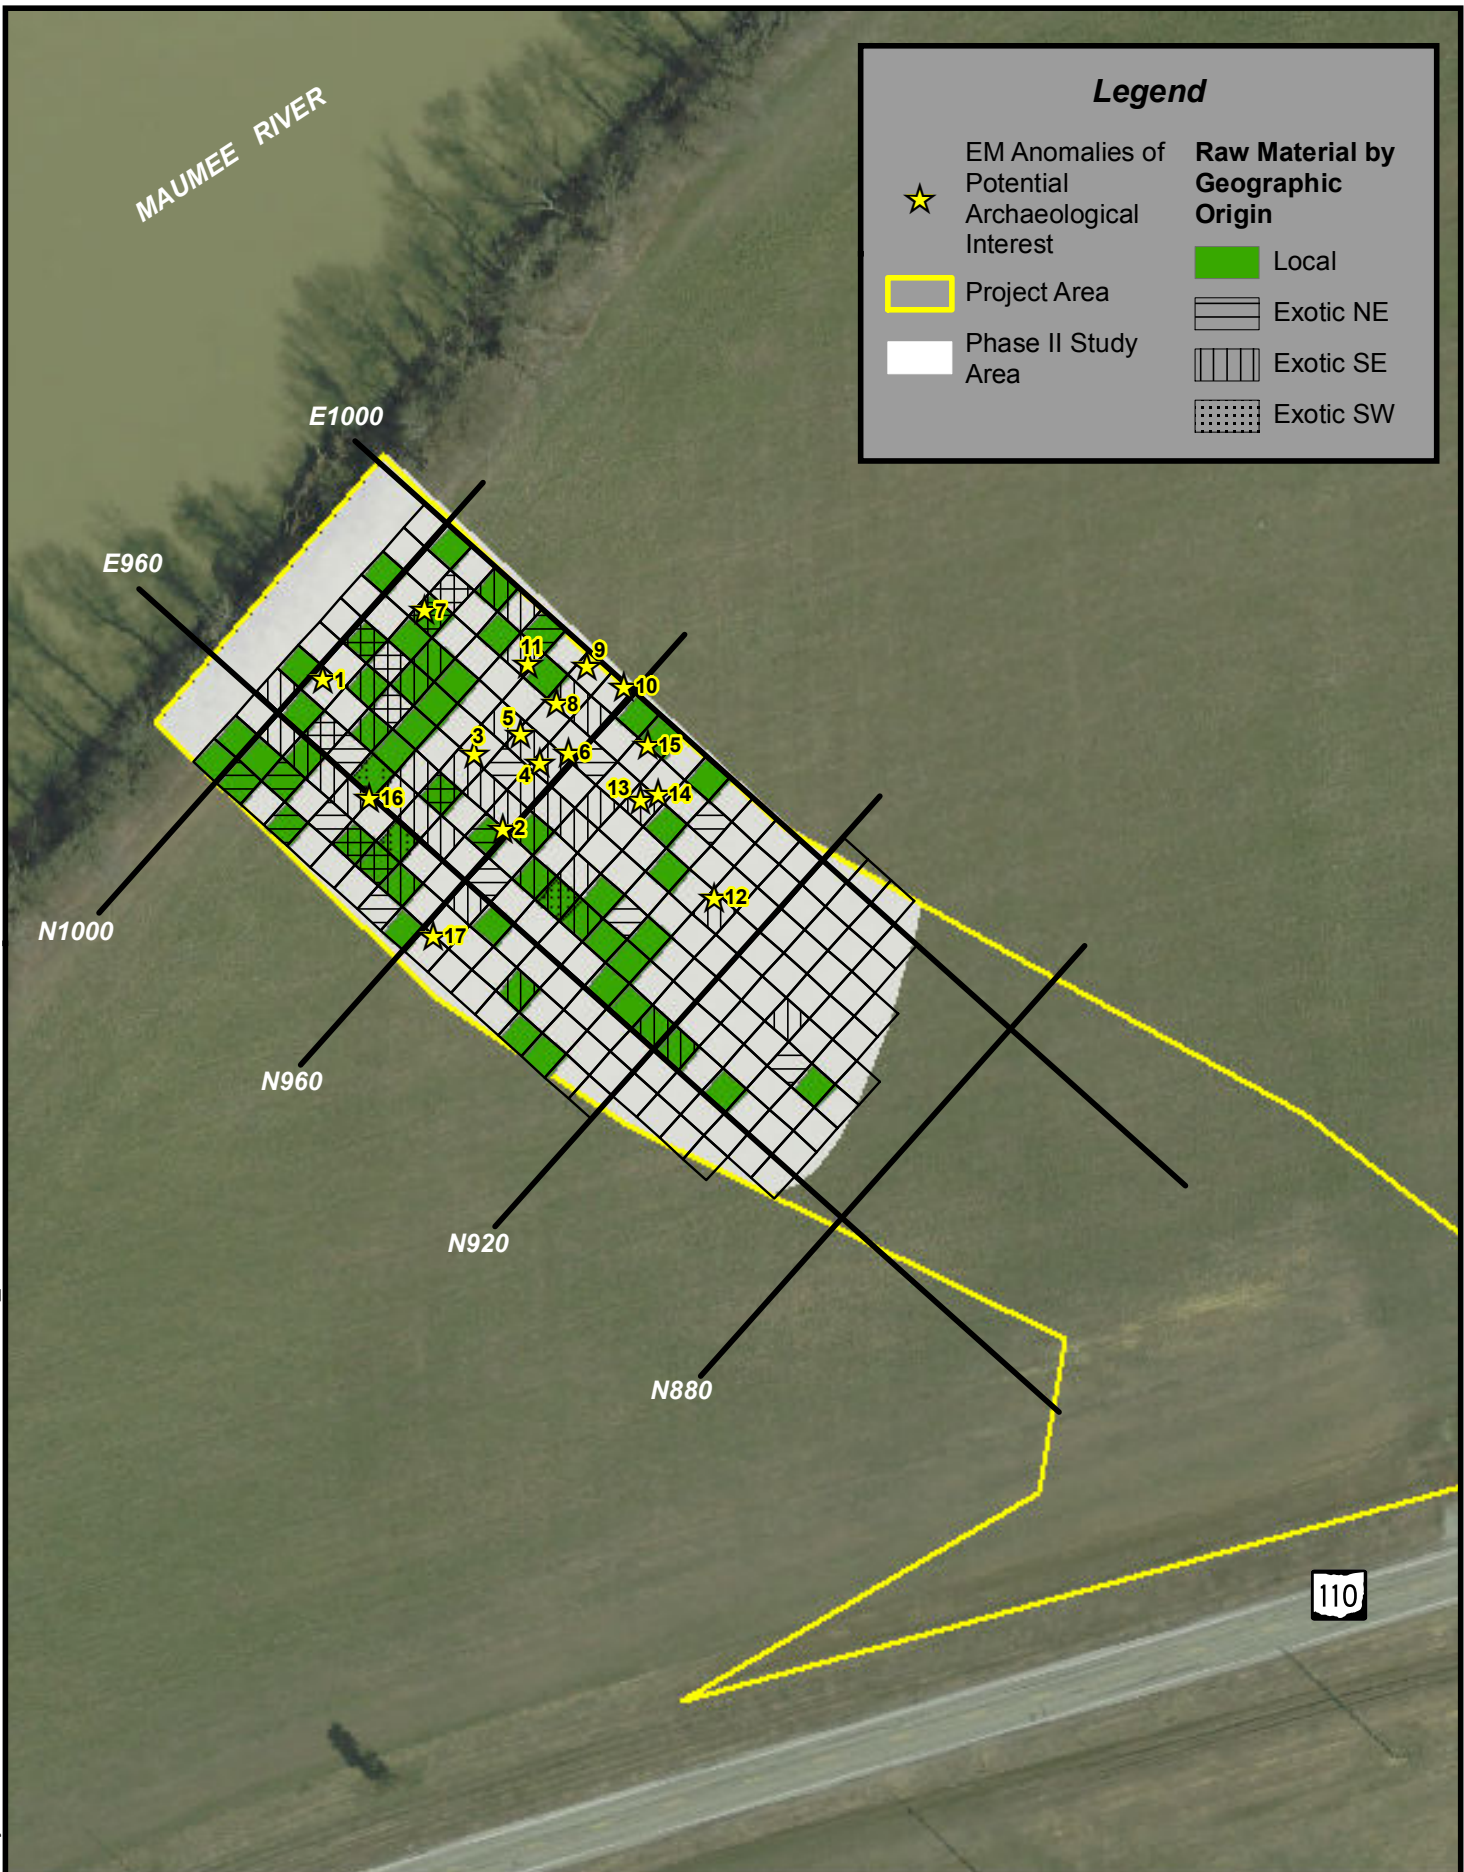 MAUMEE RIVER
Legend
EM Anomalies of
Potential
Archaeological
Interest
Project Area
Phase II Study
Area
Raw Material by
Geographic
Origin
Local
Exotic NE
Exotic SE
Exotic SW
E1000
E960
7
11
9
1
10
8
5
3
6
15
4
16
13
14
2
12
17
N1000
N960
N920
N880
110